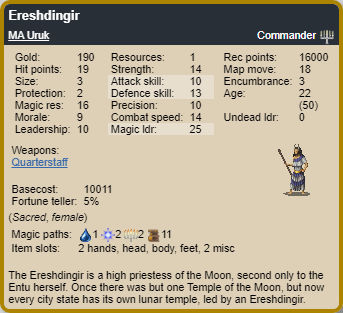 Ereshdingir
MA Uruk Commander
Gold: 190 Resources: 1 Rec points: 16000
Hit points: 19 Strength: 14 Map move: 18
Size: 3 Attack skill: 10 Encumbrance: 3
Protection: 2 Defence skill: 13 Age: 22
Magic res: 16 Precision: 10 (50)
Morale: 9 Combat speed: 14 Undead ldr: 0
Leadership: 10 Magic ldr: 25
Weapons:
Quarterstaff
Basecost: 10011
Fortune teller: 5%
(Sacred, female)
Magic paths: 1 2 2 11
Item slots: 2 hands, head, body, feet, 2 misc
The Ereshdingir is a high priestess of the Moon, second only to the
Entu herself. Once there was but one Temple of the Moon, but now
every city state has its own lunar temple, led by an Ereshdingir.